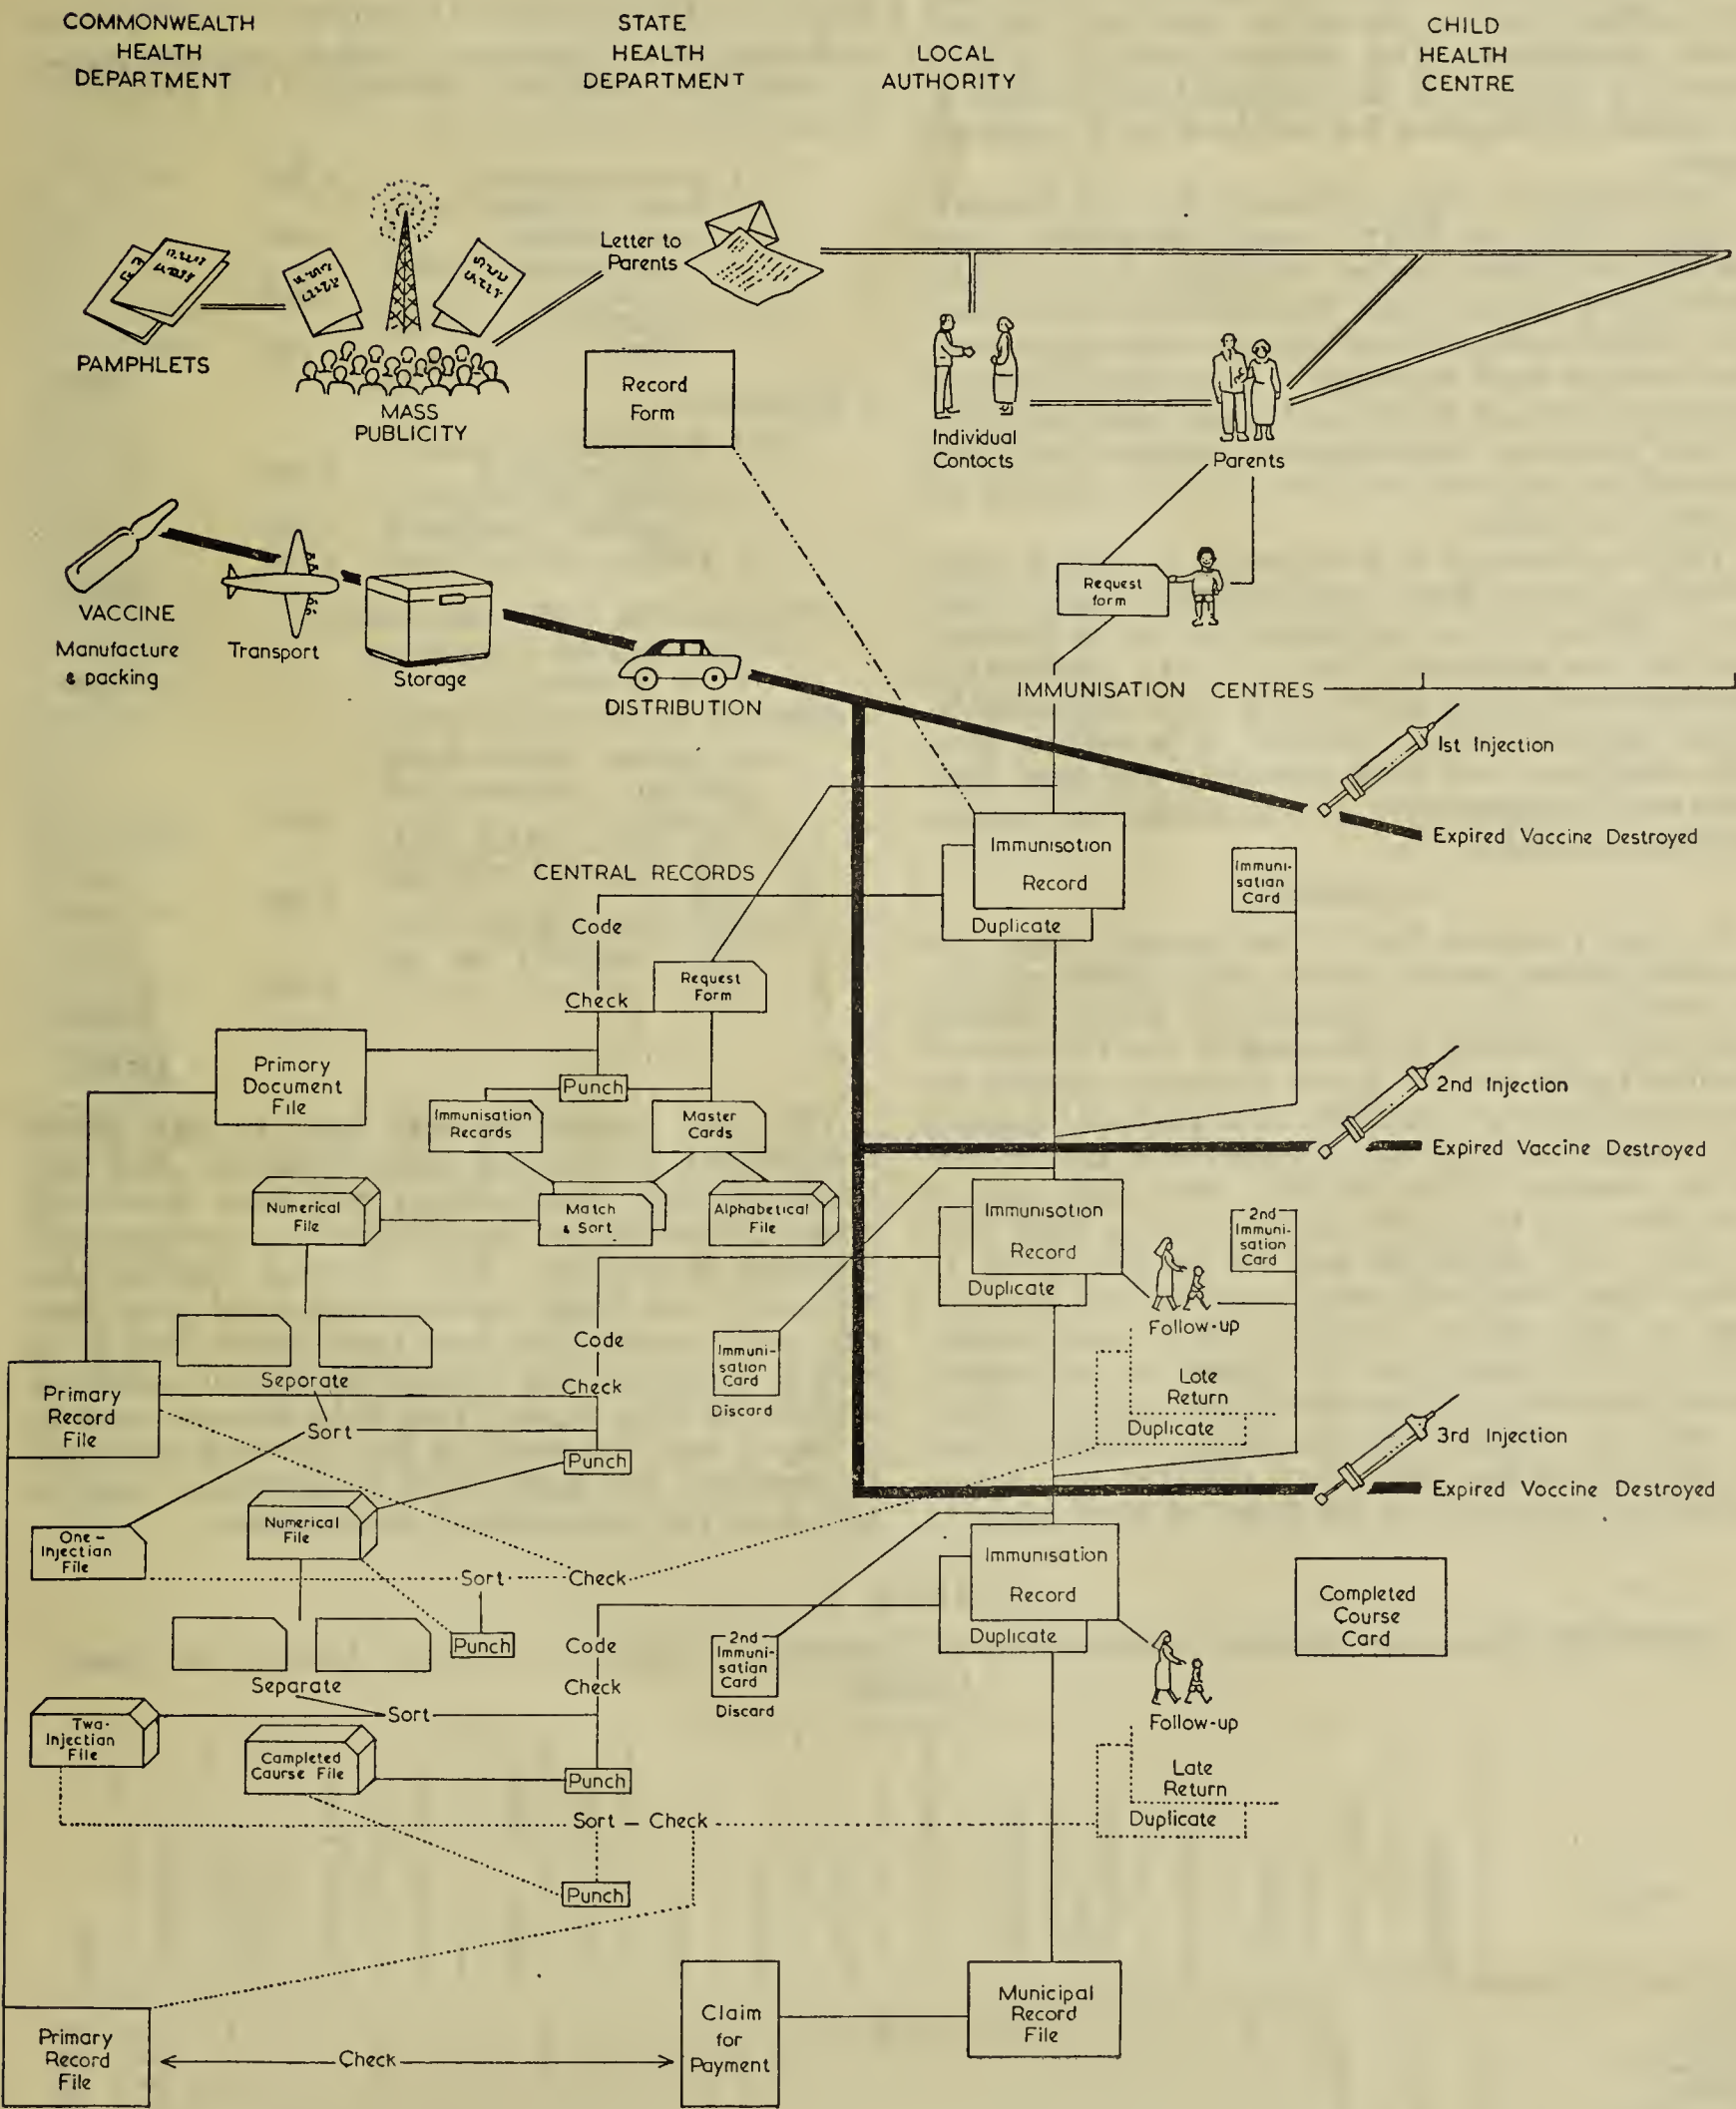 COMMONWEALTH
HEALTH
DEPARTMENT
STATE
HEALTH
DEPARTMENT
LOCAL
AUTHORITY
CHILD
HEALTH
CENTRE
PAMPHLETS
MASS
PUBLICITY
Letter to
Parents
Record
Form
Individual
Contacts
Parents
Request
form
VACCINE
Manufacture
& packing
Transport
Storage
DISTRIBUTION
IMMUNISATION CENTRES
1st Injection
Expired Vaccine Destroyed
Immunisation
Record
Duplicate
Immuni-
sation
Card
CENTRAL RECORDS
Code
Check
Request
Form
Primary
Document
File
Punch
Immunisation
Records
Master
Cards
2nd Injection
Expired Vaccine Destroyed
Numerical
File
Match
& Sort
Alphabetical
File
Immunisation
Record
Duplicate
2nd
Immuni-
sation
Card
Follow-up
Code
Check
Immuni-
sation
Card
Discard
Late
Return
Duplicate
Separate
Primary
Record
File
Sort
Punch
3rd Injection
Expired Vaccine Destroyed
One-
Injection
File
Numerical
File
Sort
Check
Punch
Immunisation
Record
Duplicate
Completed
Course
Card
Code
Check
2nd
Immuni-
sation
Card
Discard
Follow-up
Separate
Sort
Two-
Injection
File
Completed
Course File
Punch
Late
Return
Duplicate
Sort – Check
Punch
Primary
Record
File
Check
Claim
for
Payment
Municipal
Record
File